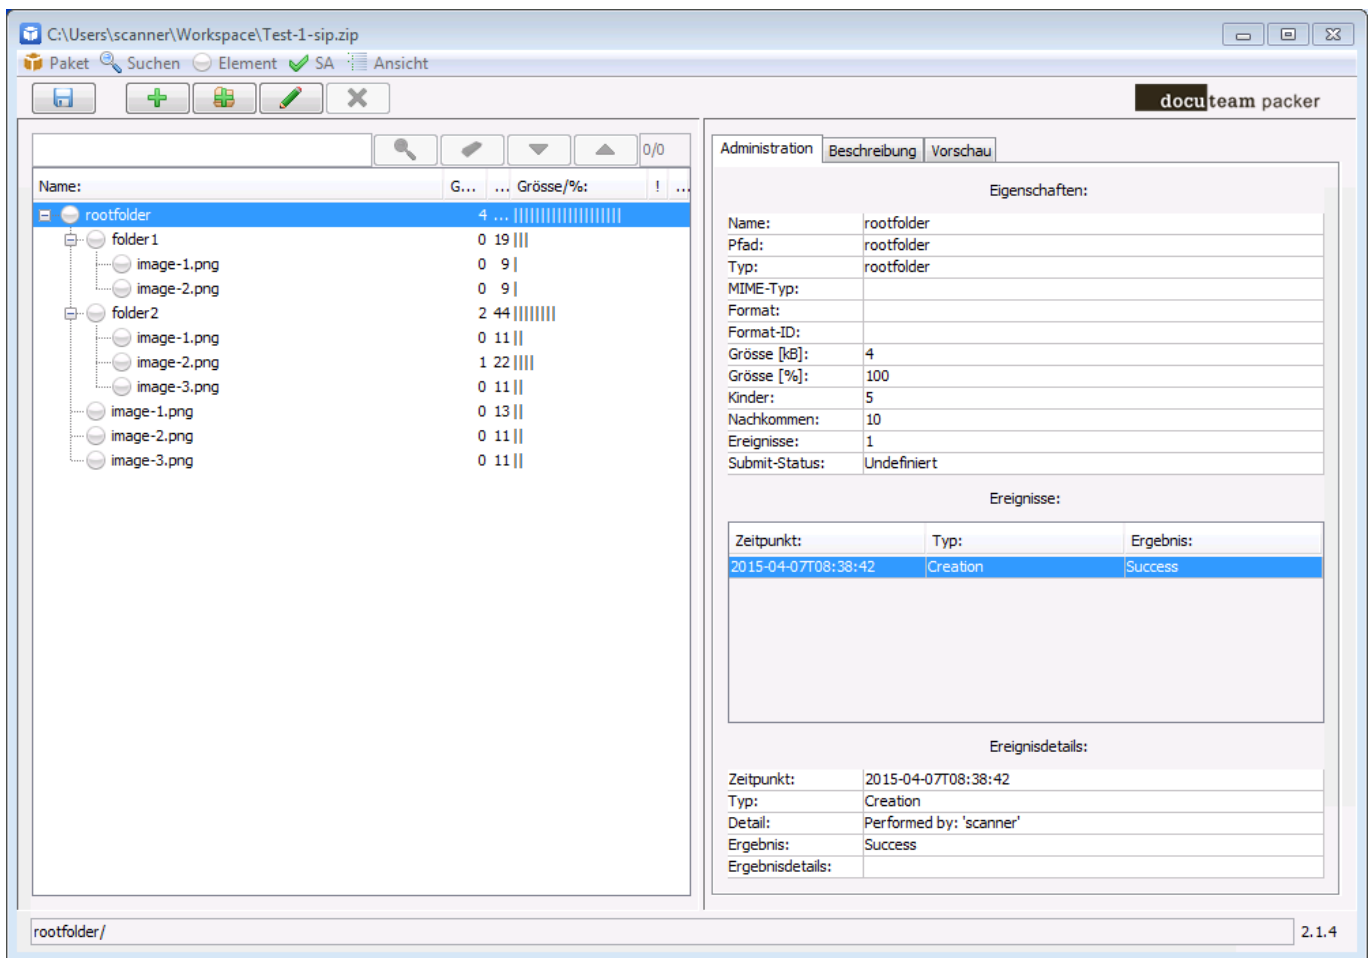 C:\Users\scanner\Workspace\Test-1-sip.zip
Paket Suchen Element SA Ansicht
docuteam packer
0/0
Name: G... ... Grösse/%: ! ...
rootfolder 4 ...
folder1 0 19
image-1.png 0 9
image-2.png 0 9
folder2 2 44
image-1.png 0 11
image-2.png 1 22
image-3.png 0 11
image-1.png 0 13
image-2.png 0 11
image-3.png 0 11
Administration Beschreibung Vorschau
Eigenschaften:
Name: rootfolder
Pfad: rootfolder
Typ: rootfolder
MIME-Typ:
Format:
Format-ID:
Grösse [kB]: 4
Grösse [%]: 100
Kinder: 5
Nachkommen: 10
Ereignisse: 1
Submit-Status: Undefiniert
Ereignisse:
Zeitpunkt: Typ: Ergebnis:
2015-04-07T08:38:42 Creation Success
Ereignisdetails:
Zeitpunkt: 2015-04-07T08:38:42
Typ: Creation
Detail: Performed by: 'scanner'
Ergebnis: Success
Ergebnisdetails:
rootfolder/ 2.1.4